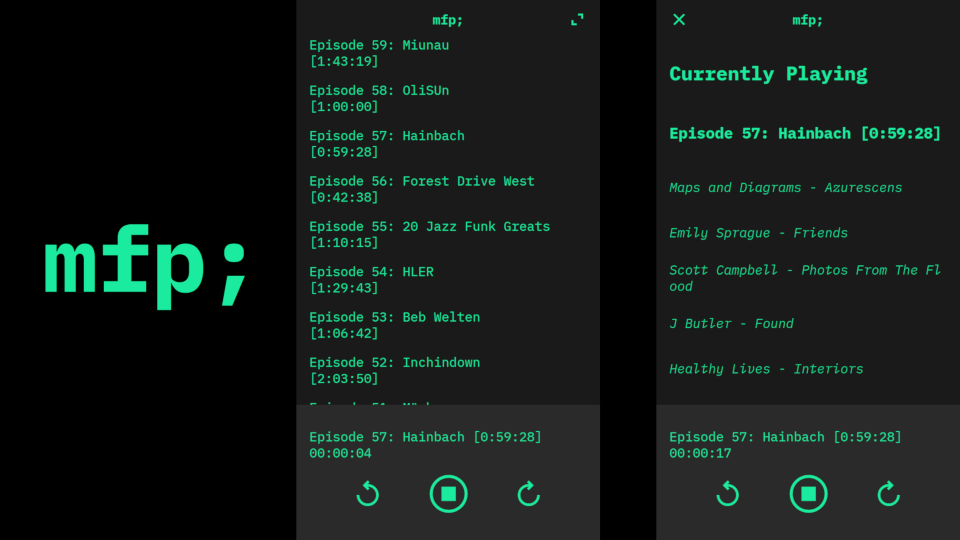 mfp;
mfp;
Episode 59: Miunau
[1:43:19]
Episode 58: OliSUn
[1:00:00]
Episode 57: Hainbach
[0:59:28]
Episode 56: Forest Drive West
[0:42:38]
Episode 55: 20 Jazz Funk Greats
[1:10:15]
Episode 54: HLER
[1:29:43]
Episode 53: Beb Welten
[1:06:42]
Episode 52: Inchindown
[2:03:50]
Episode 57: Hainbach [0:59:28]
00:00:04
mfp;
Currently Playing
Episode 57: Hainbach [0:59:28]
Maps and Diagrams - Azurescens
Emily Sprague - Friends
Scott Campbell - Photos From The Fl
ood
J Butler - Found
Healthy Lives - Interiors
Episode 57: Hainbach [0:59:28]
00:00:17